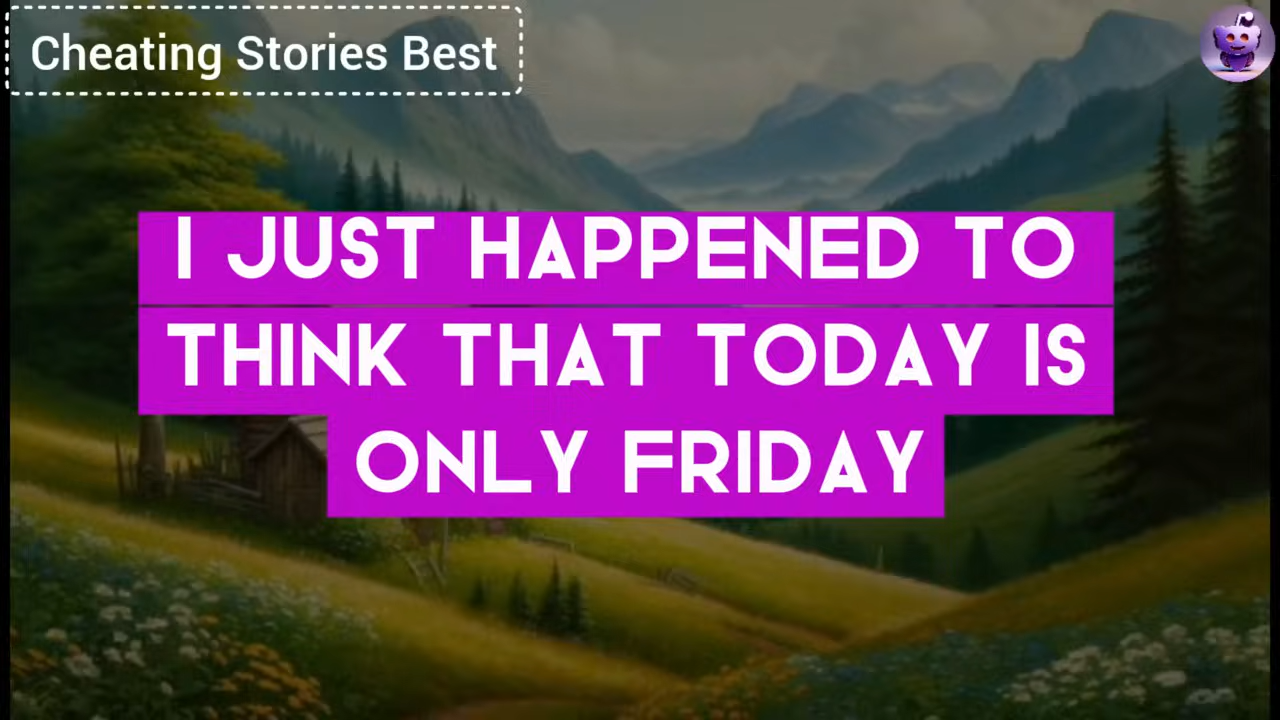 Cheating Stories Best
I JUST HAPPENED TO
THINK THAT TODAY IS
ONLY FRIDAY